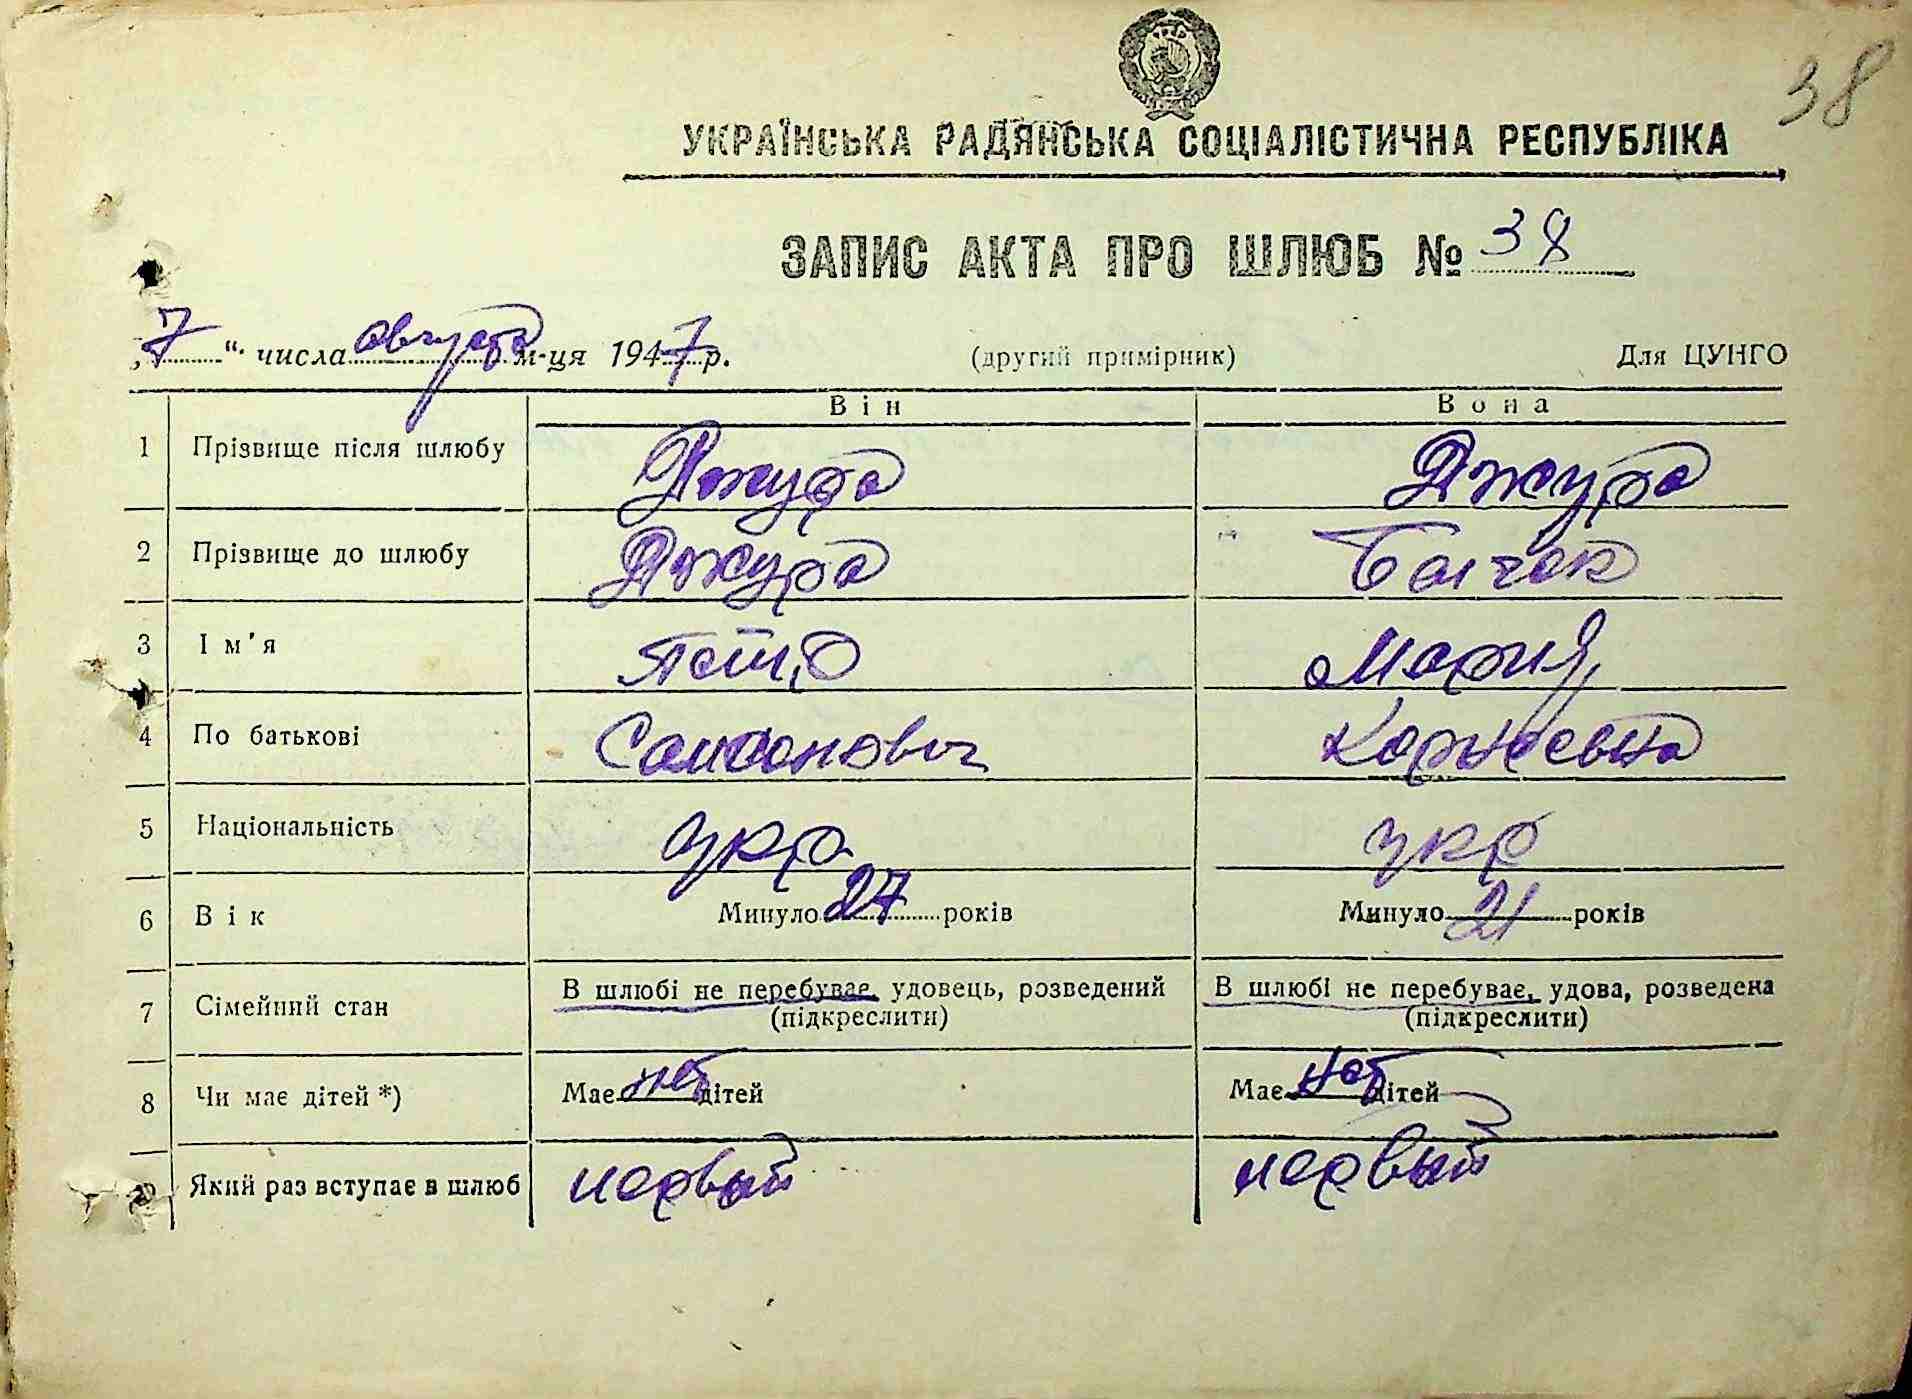 38
УКРАЇНСЬКА РАДЯНСЬКА СОЦІАЛІСТИЧНА РЕСПУБЛІКА
ЗАПИС АКТА ПРО ШЛЮБ № 38
„7“ числа августа м-ця 1947 р. (другий примірник) Для ЦУНГО
Він Вона
1 Прізвище після шлюбу Джура Джура
2 Прізвище до шлюбу Джура
3 Ім'я Мария
4 По батькові Самсонович Корнеевна
5 Національність укр укр
6 Вік Минуло 27 років Минуло 21 років
7 Сімейний стан В шлюбі не перебуває, удовець, розведений В шлюбі не перебуває, удова, розведена
(підкреслити) (підкреслити)
8 Чи має дітей *) Має нет дітей Має нет дітей
9 Який раз вступає в шлюб первый первый